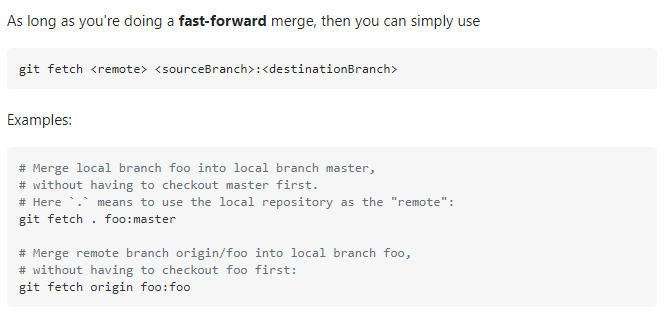 As long as you're doing a fast-forward merge, then you can simply use
git fetch <remote> <sourceBranch>:<destinationBranch>
Examples:
# Merge local branch foo into local branch master,
# without having to checkout master first.
# Here `.` means to use the local repository as the "remote":
git fetch . foo:master
# Merge remote branch origin/foo into local branch foo,
# without having to checkout foo first:
git fetch origin foo:foo